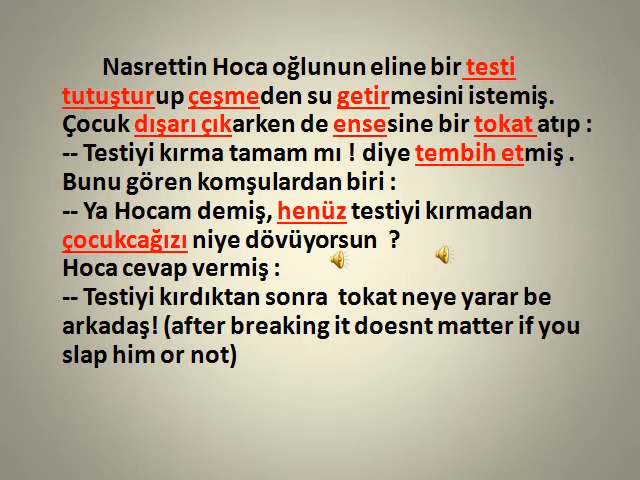 Nasrettin Hoca oğlunun eline bir testi
tutuşturup çeşmeden su getirmesini istemiş.
Çocuk dışarı çıkarken de ensesine bir tokat atıp :
-- Testiyi kırma tamam mı ! diye tembih etmiş .
Bunu gören komşulardan biri :
-- Ya Hocam demiş, henüz testiyi kırmadan
çocukcağızı niye dövüyorsun ?
Hoca cevap vermiş :
-- Testiyi kırdıktan sonra tokat neye yarar be
arkadaş! (after breaking it doesnt matter if you
slap him or not)